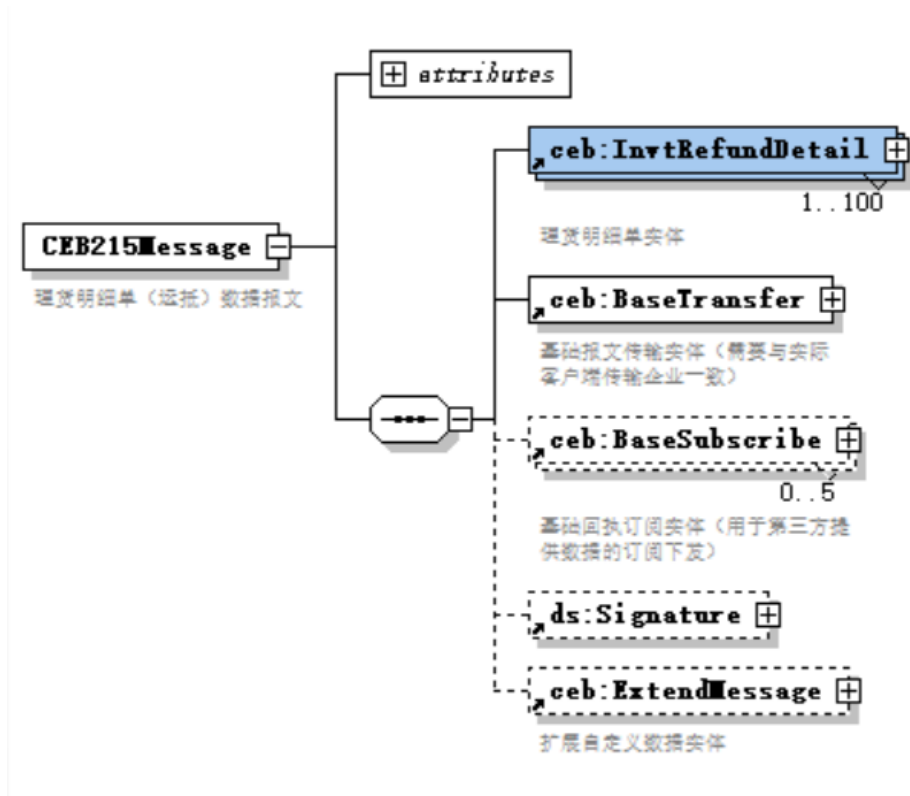 attributes
ceb:InvtRefundDetail
1..100
理货明细单实体
CEB215Message
理货明细单（运抵）数据报文
ceb:BaseTransfer
基础报文传输实体（需要与实际
客户端传输企业一致）
ceb:BaseSubscribe
0..5
基础回执订阅实体（用于第三方提
供数据的订阅下发）
ds:Signature
ceb:ExtendMessage
扩展自定义数据实体